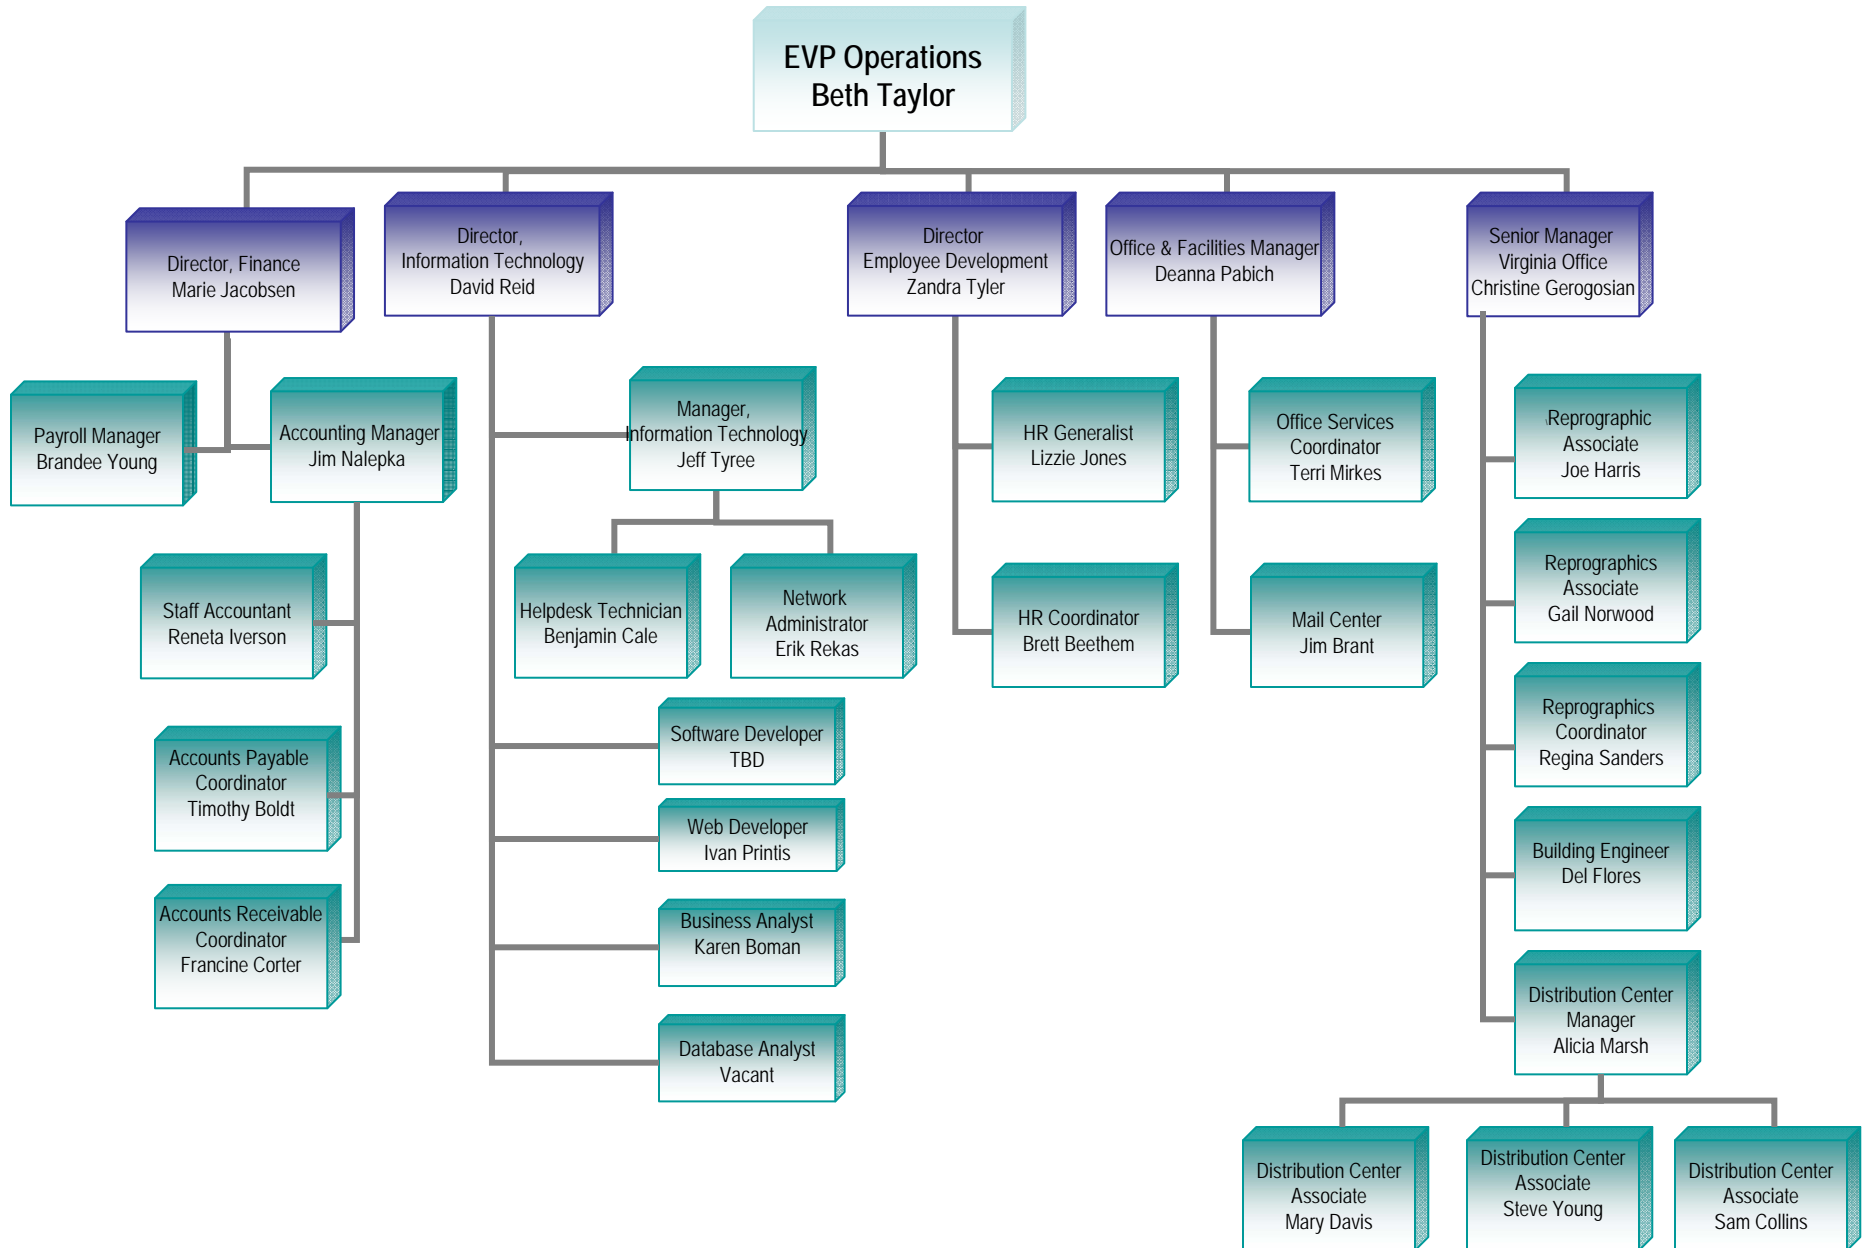 EVP Operations
Beth Taylor
Director, Finance
Marie Jacobsen
Director,
Information Technology
David Reid
Director
Employee Development
Zandra Tyler
Office & Facilities Manager
Deanna Pabich
Senior Manager
Virginia Office
Christine Gerogosian
Payroll Manager
Brandee Young
Accounting Manager
Jim Nalepka
Manager,
Information Technology
Jeff Tyree
HR Generalist
Lizzie Jones
Office Services
Coordinator
Terri Mirkes
Reprographic
Associate
Joe Harris
Staff Accountant
Reneta Iverson
Helpdesk Technician
Benjamin Cale
Network
Administrator
Erik Rekas
HR Coordinator
Brett Beethem
Mail Center
Jim Brant
Reprographics
Associate
Gail Norwood
Accounts Payable
Coordinator
Timothy Boldt
Software Developer
TBD
Reprographics
Coordinator
Regina Sanders
Web Developer
Ivan Printis
Building Engineer
Del Flores
Accounts Receivable
Coordinator
Francine Corter
Business Analyst
Karen Boman
Distribution Center
Manager
Alicia Marsh
Database Analyst
Vacant
Distribution Center
Associate
Mary Davis
Distribution Center
Associate
Steve Young
Distribution Center
Associate
Sam Collins